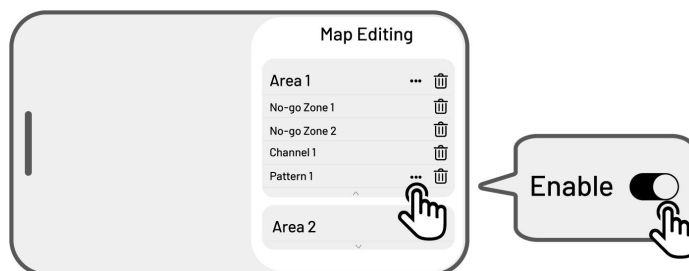 Map Editing
Area 1
No-go Zone 1
No-go Zone 2
Channel 1
Pattern 1
Area 2
Enable